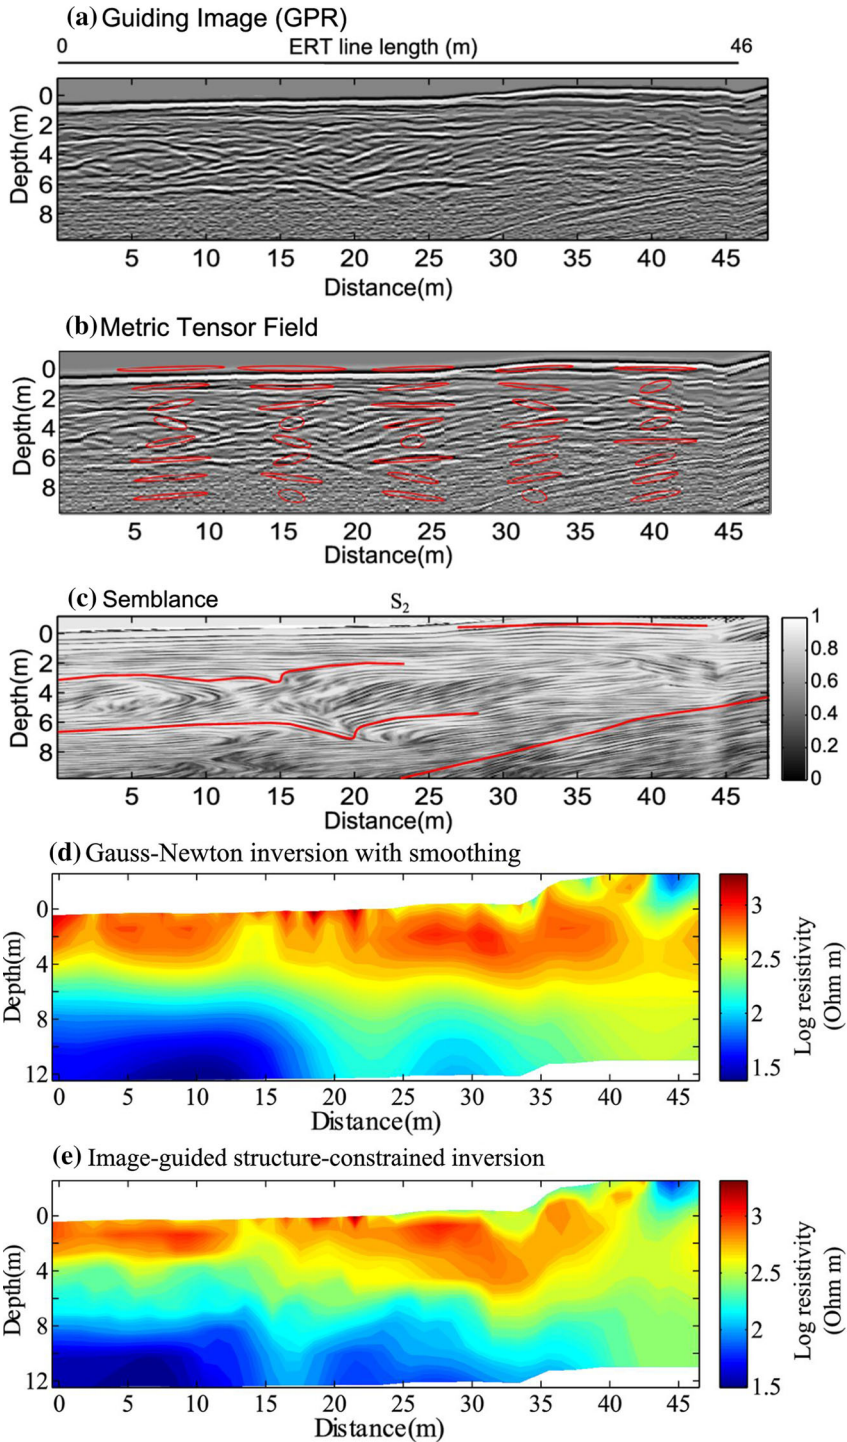 (a) Guiding Image (GPR)
0 ERT line length (m) 46
0
2
4
6
8
Depth(m)
5 10 15 20 25 30 35 40 45
Distance(m)
(b) Metric Tensor Field
0
2
4
6
8
Depth(m)
5 10 15 20 25 30 35 40 45
Distance(m)
(c) Semblance S2
0
2
4
6
8
Depth(m)
1
0.8
0.6
0.4
0.2
0
5 10 15 20 25 30 35 40 45
Distance(m)
(d) Gauss-Newton inversion with smoothing
0
4
8
12
Depth(m)
3
2.5
2
1.5
Log resistivity
(Ohm m)
0 5 10 15 20 25 30 35 40 45
Distance(m)
(e) Image-guided structure-constrained inversion
0
4
8
12
Depth(m)
3
2.5
2
1.5
Log resistivity
(Ohm m)
0 5 10 15 20 25 30 35 40 45
Distance(m)